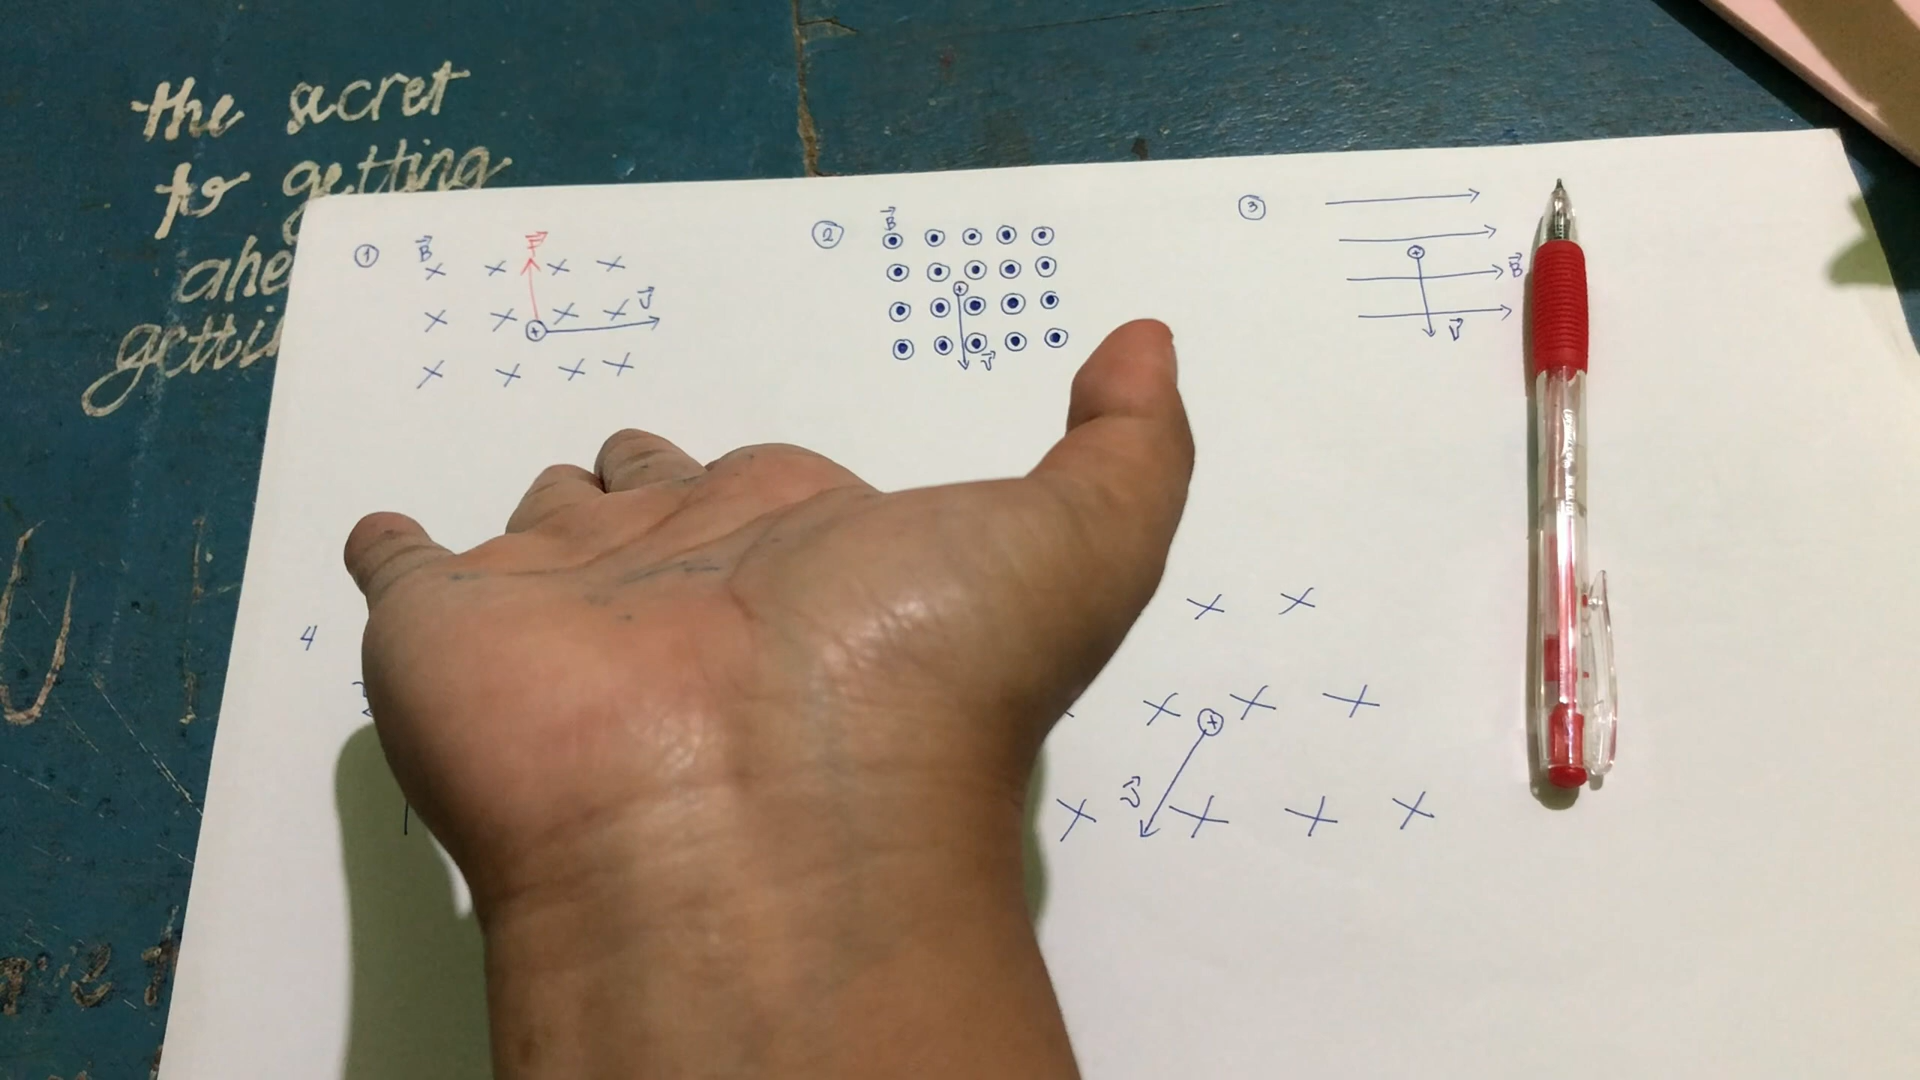 the secret
to getting
ahe
getti
① B⃗ F⃗ v⃗
② B⃗ v⃗
③ B⃗ v⃗
4
v⃗